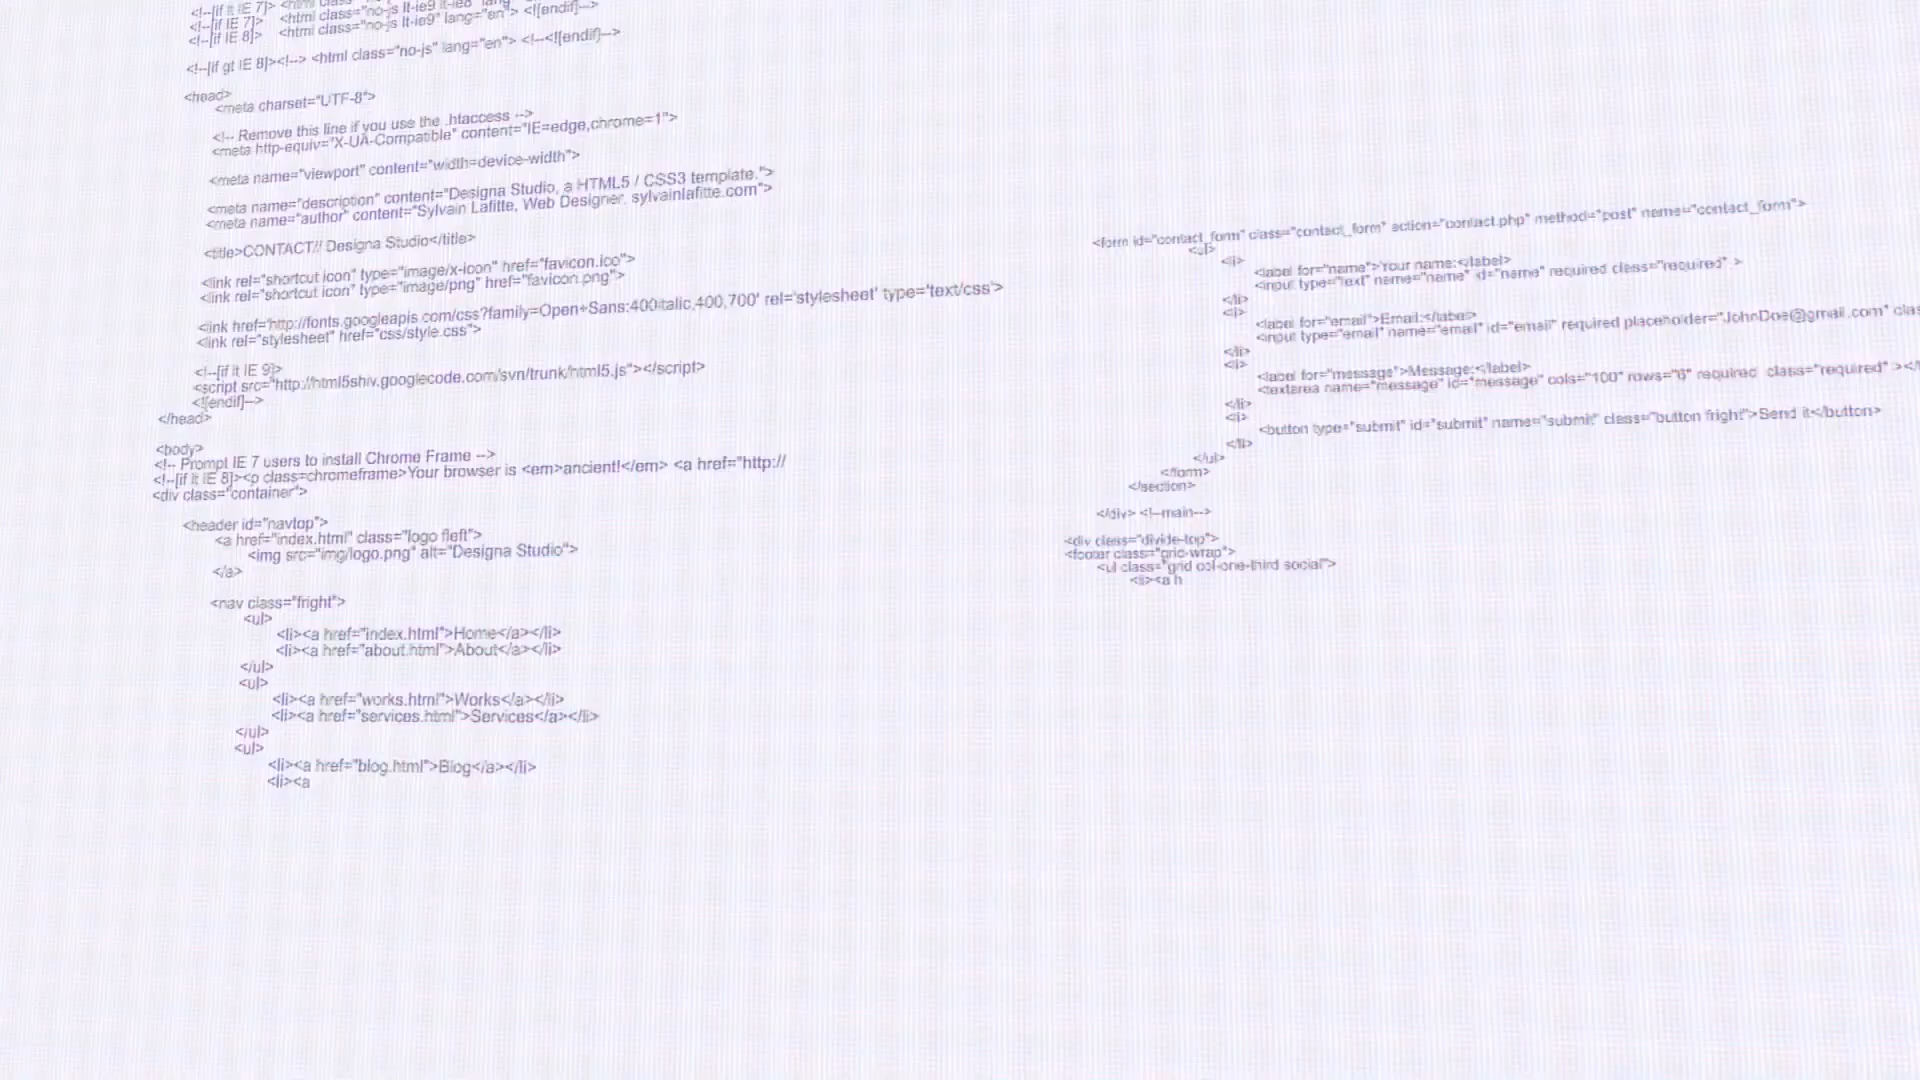 <!--[if lt IE 7]> <html class="no-js lt-ie9 lt-ie8
<!--[if IE 7]> <html class="no-js lt-ie9 lt-ie8" lang="en"> <![endif]-->
<!--[if IE 8]> <html class="no-js lt-ie9" lang="en"> <![endif]-->
<!--[if gt IE 8]><!--> <html class="no-js" lang="en"> <!--<![endif]-->
<head>
<meta charset="UTF-8">
<!-- Remove this line if you use the .htaccess -->
<meta http-equiv="X-UA-Compatible" content="IE=edge,chrome=1">
<meta name="viewport" content="width=device-width">
<meta name="description" content="Designa Studio, a HTML5 / CSS3 template.">
<meta name="author" content="Sylvain Lafitte, Web Designer, sylvainlafitte.com">
<title>CONTACT// Designa Studio</title>
<link rel="shortcut icon" type="image/x-icon" href="favicon.ico">
<link rel="shortcut icon" type="image/png" href="favicon.png">
<link href='http://fonts.googleapis.com/css?family=Open+Sans:400italic,400,700' rel='stylesheet' type='text/css'>
<link rel="stylesheet" href="css/style.css">
<!--[if lt IE 9]>
<script src="http://html5shiv.googlecode.com/svn/trunk/html5.js"></script>
<![endif]-->
</head>
<body>
<!-- Prompt IE 7 users to install Chrome Frame -->
<!--[if lt IE 8]><p class=chromeframe>Your browser is <em>ancient!</em> <a href="http://
<div class="container">
<header id="navtop">
<a href="index.html" class="logo fleft">
<img src="img/logo.png" alt="Designa Studio">
</a>
<nav class="fright">
<ul>
<li><a href="index.html">Home</a></li>
<li><a href="about.html">About</a></li>
</ul>
<ul>
<li><a href="works.html">Works</a></li>
<li><a href="services.html">Services</a></li>
</ul>
<ul>
<li><a href="blog.html">Blog</a></li>
<li><a
<form id="contact_form" class="contact_form" action="contact.php" method="post" name="contact_form">
<ul>
<li>
<label for="name">Your name:</label>
<input type="text" name="name" id="name" required class="required" >
</li>
<li>
<label for="email">Email:</label>
<input type="email" name="email" id="email" required placeholder="JohnDoe@gmail.com" clas
</li>
<li>
<label for="message">Message:</label>
<textarea name="message" id="message" cols="100" rows="6" required class="required" ></
</li>
<li>
<button type="submit" id="submit" name="submit" class="button fright">Send it</button>
</li>
</ul>
</form>
</section>
</div> <!--main-->
<div class="divide-top">
<footer class="grid-wrap">
<ul class="grid col-one-third social">
<li><a h